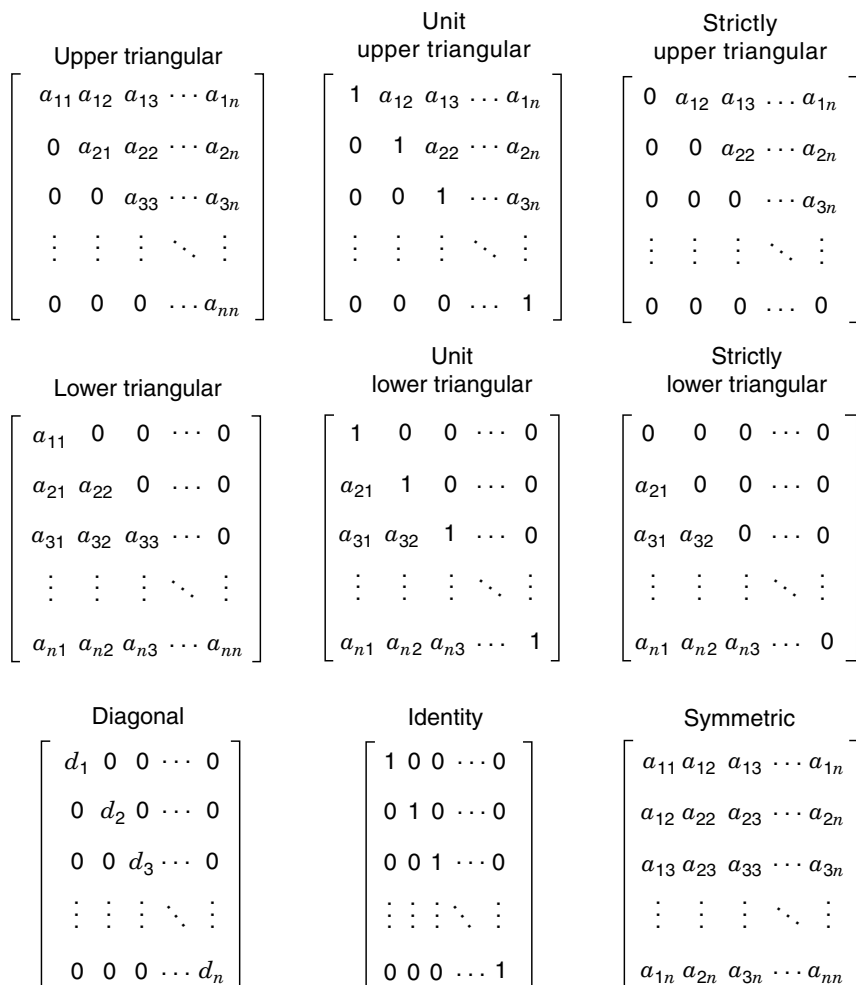 Upper triangular
a11 a12 a13 ··· a1n
0 a21 a22 ··· a2n
0 0 a33 ··· a3n
⋮ ⋮ ⋮ ⋱ ⋮
0 0 0 ... ann
Unit
upper triangular
1 a12 a13 ... a1n
0 1 a22 ··· a2n
0 0 1 ··· a3n
⋮ ⋮ ⋮ ⋱ ⋮
0 0 0 ... 1
Strictly
upper triangular
0 a12 a13 ... a1n
0 0 a22 ··· a2n
0 0 0 ··· a3n
⋮ ⋮ ⋮ ⋱ ⋮
0 0 0 ... 0
Lower triangular
a11 0 0 ··· 0
a21 a22 0 ... 0
a31 a32 a33 ··· 0
⋮ ⋮ ⋮ ⋱ ⋮
an1 an2 an3 ··· ann
Unit
lower triangular
1 0 0 ... 0
a21 1 0 ... 0
a31 a32 1 ... 0
⋮ ⋮ ⋮ ⋱ ⋮
an1 an2 an3 ... 1
Strictly
lower triangular
0 0 0 ... 0
a21 0 0 ... 0
a31 a32 0 ... 0
⋮ ⋮ ⋮ ⋱ ⋮
an1 an2 an3 ... 0
Diagonal
d1 0 0 ··· 0
0 d2 0 ··· 0
0 0 d3 ··· 0
⋮ ⋮ ⋮ ⋱ ⋮
0 0 0 ··· dn
Identity
1 0 0 ··· 0
0 1 0 ··· 0
0 0 1 ··· 0
⋮ ⋮ ⋮ ⋱ ⋮
0 0 0 ... 1
Symmetric
a11 a12 a13 ··· a1n
a12 a22 a23 ··· a2n
a13 a23 a33 ··· a3n
⋮ ⋮ ⋮ ⋱ ⋮
a1n a2n a3n ··· ann